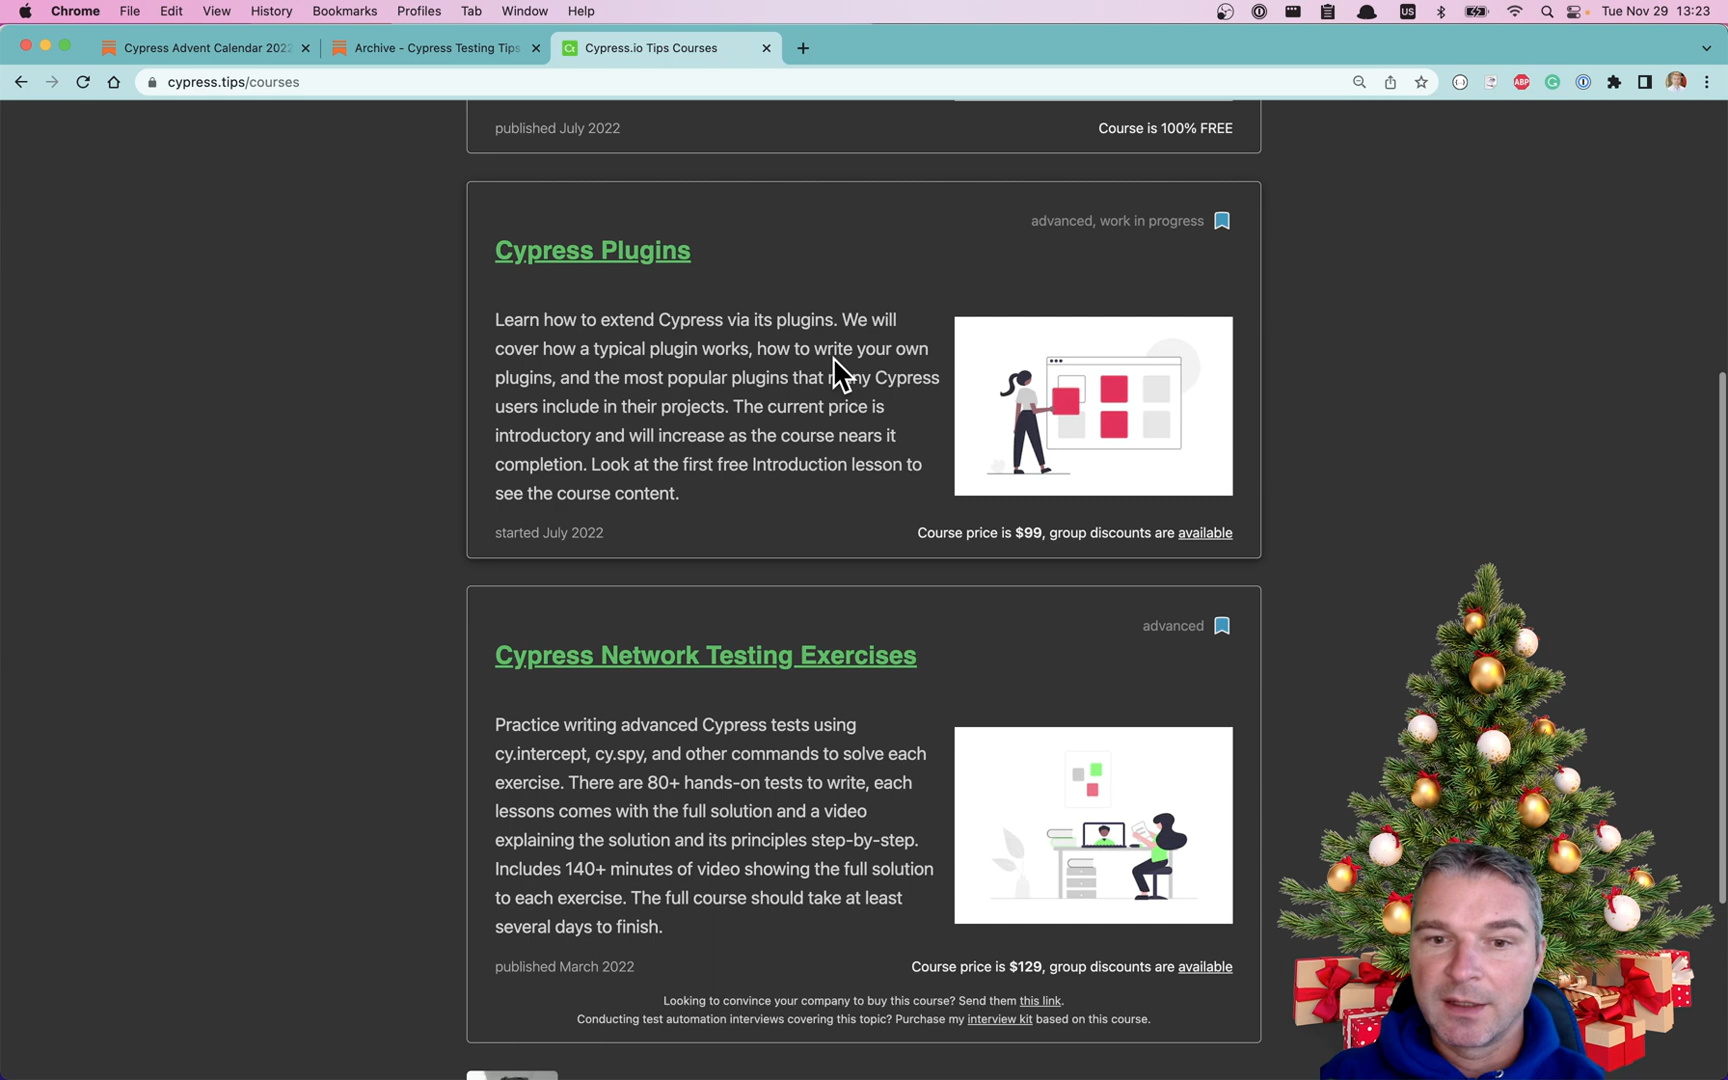 Chrome File Edit View History Bookmarks Profiles Tab Window Help US Tue Nov 29 13:23
Cypress Advent Calendar 2022 Archive - Cypress Testing Tips Ct Cypress.io Tips Courses
cypress.tips/courses ABP
published July 2022 Course is 100% FREE
advanced, work in progress
Cypress Plugins
Learn how to extend Cypress via its plugins. We will
cover how a typical plugin works, how to write your own
plugins, and the most popular plugins that many Cypress
users include in their projects. The current price is
introductory and will increase as the course nears it
completion. Look at the first free Introduction lesson to
see the course content.
started July 2022 Course price is $99, group discounts are available
advanced
Cypress Network Testing Exercises
Practice writing advanced Cypress tests using
cy.intercept, cy.spy, and other commands to solve each
exercise. There are 80+ hands-on tests to write, each
lessons comes with the full solution and a video
explaining the solution and its principles step-by-step.
Includes 140+ minutes of video showing the full solution
to each exercise. The full course should take at least
several days to finish.
published March 2022 Course price is $129, group discounts are available
Looking to convince your company to buy this course? Send them this link.
Conducting test automation interviews covering this topic? Purchase my interview kit based on this course.